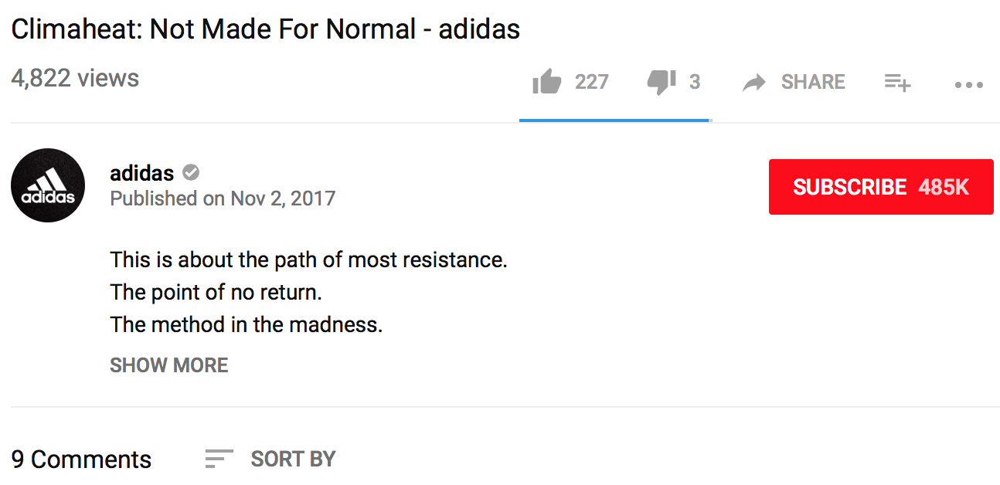 Climaheat: Not Made For Normal - adidas
4,822 views
227 3 SHARE
adidas
adidas
Published on Nov 2, 2017
SUBSCRIBE 485K
This is about the path of most resistance.
The point of no return.
The method in the madness.
SHOW MORE
9 Comments SORT BY